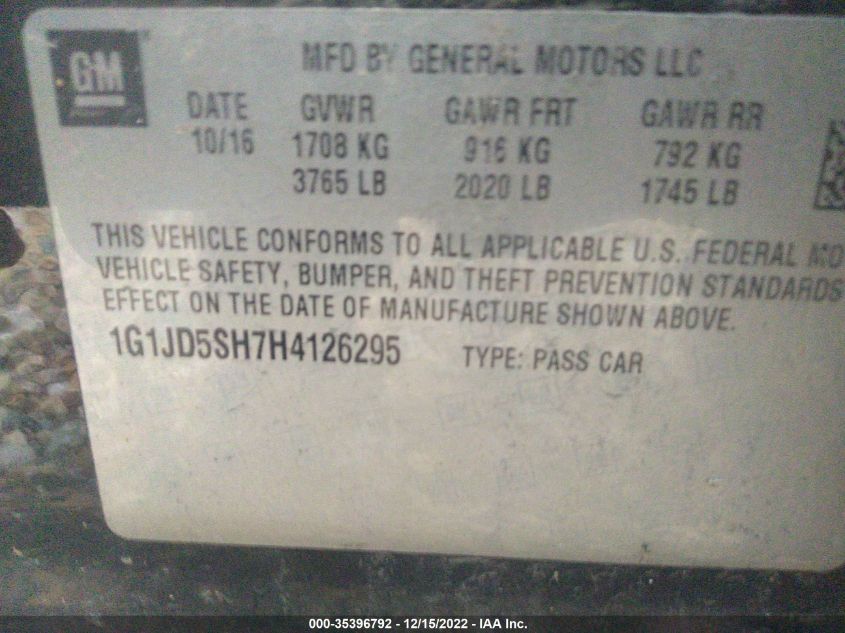 GM
MFD BY GENERAL MOTORS LLC
DATE GVWR GAWR FRT GAWR RR
10/16 1708 KG 916 KG 792 KG
3765 LB 2020 LB 1745 LB
THIS VEHICLE CONFORMS TO ALL APPLICABLE U.S. FEDERAL MO
VEHICLE SAFETY, BUMPER, AND THEFT PREVENTION STANDARDS
EFFECT ON THE DATE OF MANUFACTURE SHOWN ABOVE.
1G1JD5SH7H4126295 TYPE: PASS CAR
000-35396792 - 12/15/2022 - IAA Inc.